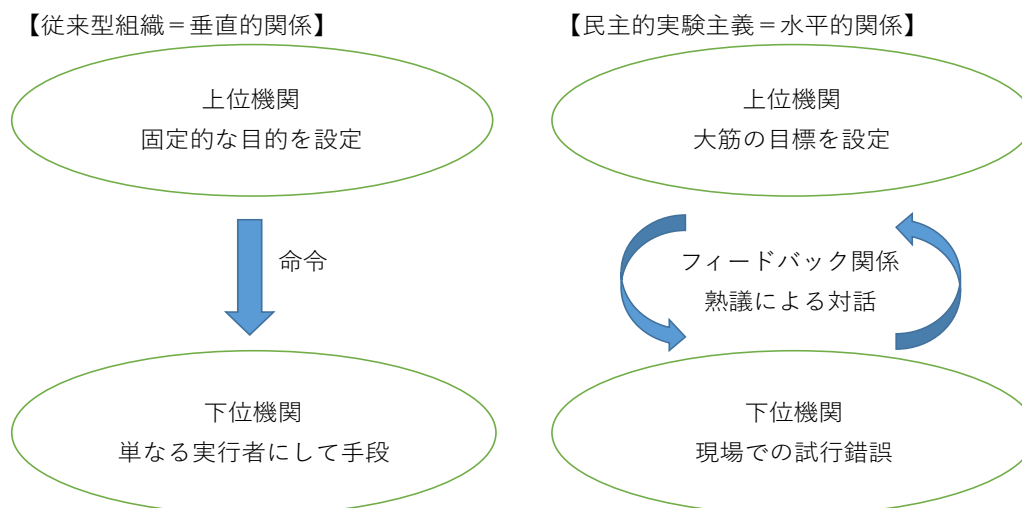 【従来型組織＝垂直的関係】
上位機関
固定的な目的を設定
命令
下位機関
単なる実行者にして手段
【民主的実験主義＝水平的関係】
上位機関
大筋の目標を設定
フィードバック関係
熟議による対話
下位機関
現場での試行錯誤